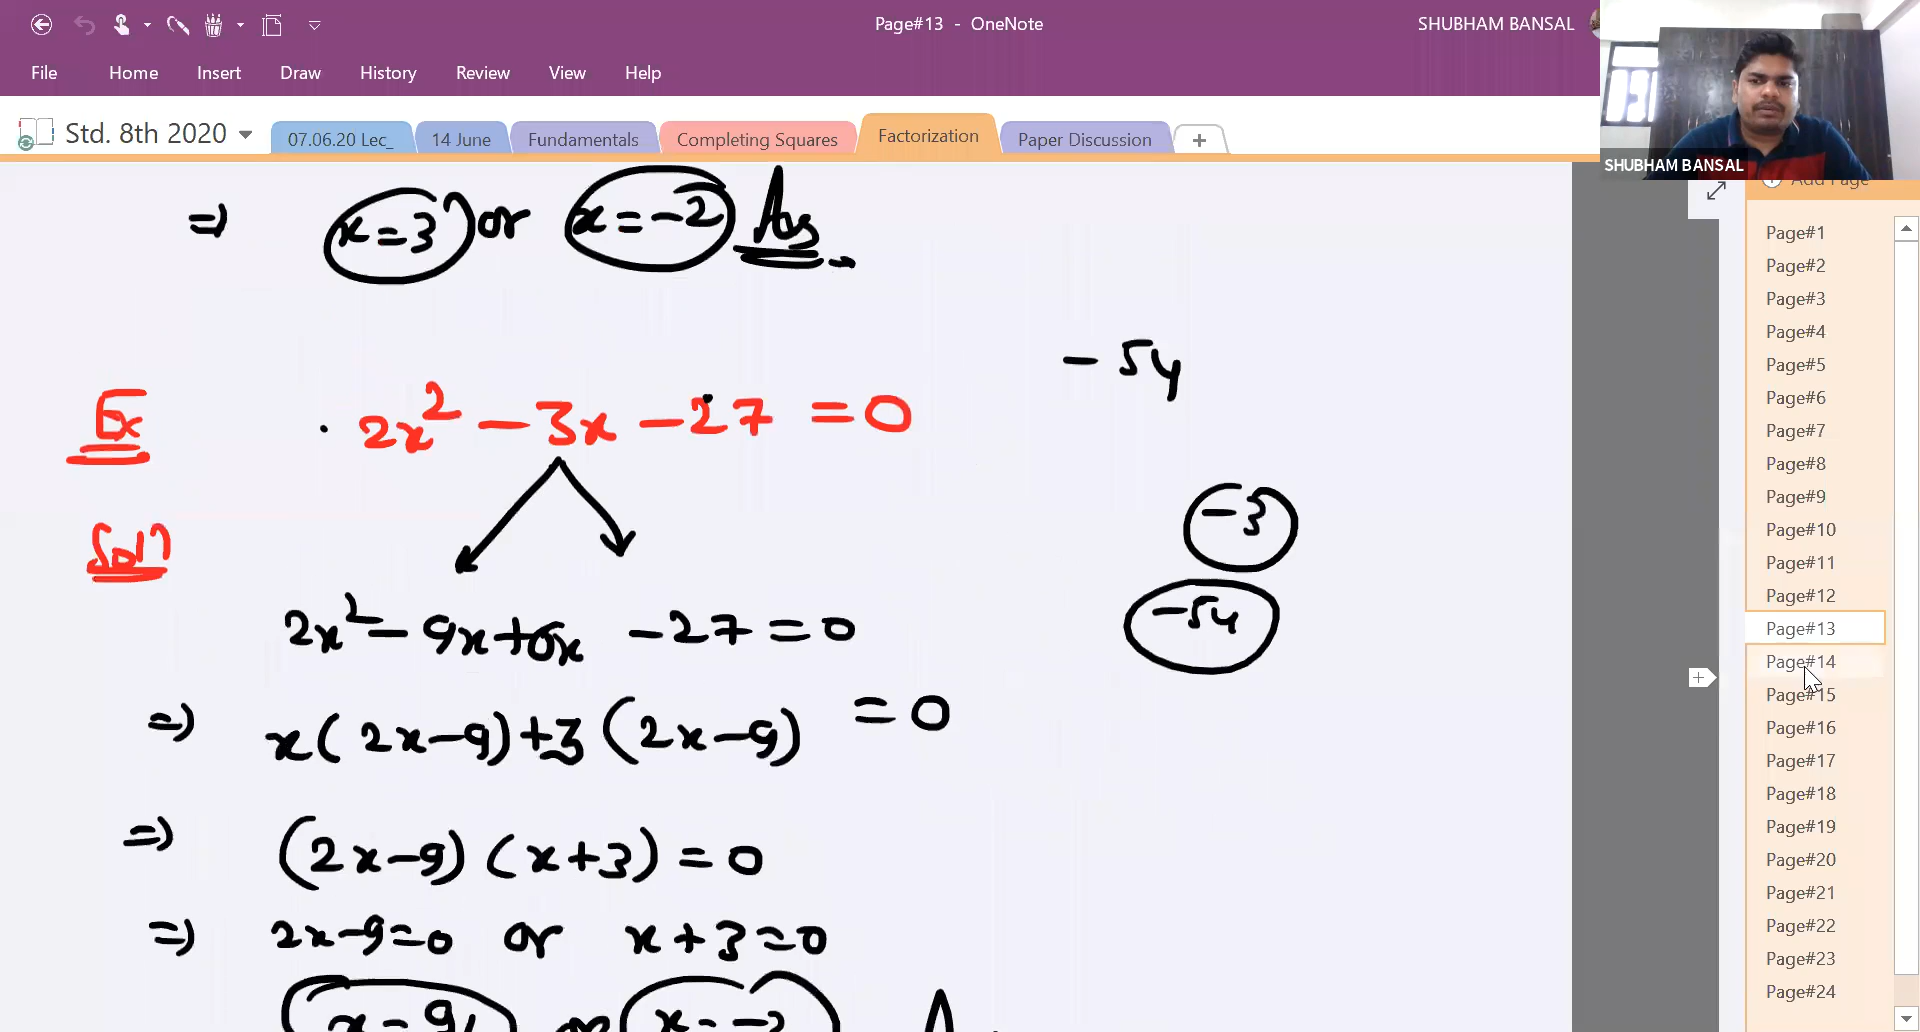 Page#13 - OneNote
SHUBHAM BANSAL
File Home Insert Draw History Review View Help
Std. 8th 2020
07.06.20 Lec_ 14 June Fundamentals Completing Squares Factorization Paper Discussion +
SHUBHAM BANSAL
Add Page
⇒ x=3 or x=-2 Ans
-54
Ex 2x² - 3x - 27 = 0
-3
Solⁿ
-54
2x² - 9x + 6x - 27 = 0
⇒ x(2x-9) + 3(2x-9) = 0
⇒ (2x-9)(x+3) = 0
⇒ 2x-9=0 or x+3=0
Page#1
Page#2
Page#3
Page#4
Page#5
Page#6
Page#7
Page#8
Page#9
Page#10
Page#11
Page#12
Page#13
Page#14
Page#15
Page#16
Page#17
Page#18
Page#19
Page#20
Page#21
Page#22
Page#23
Page#24